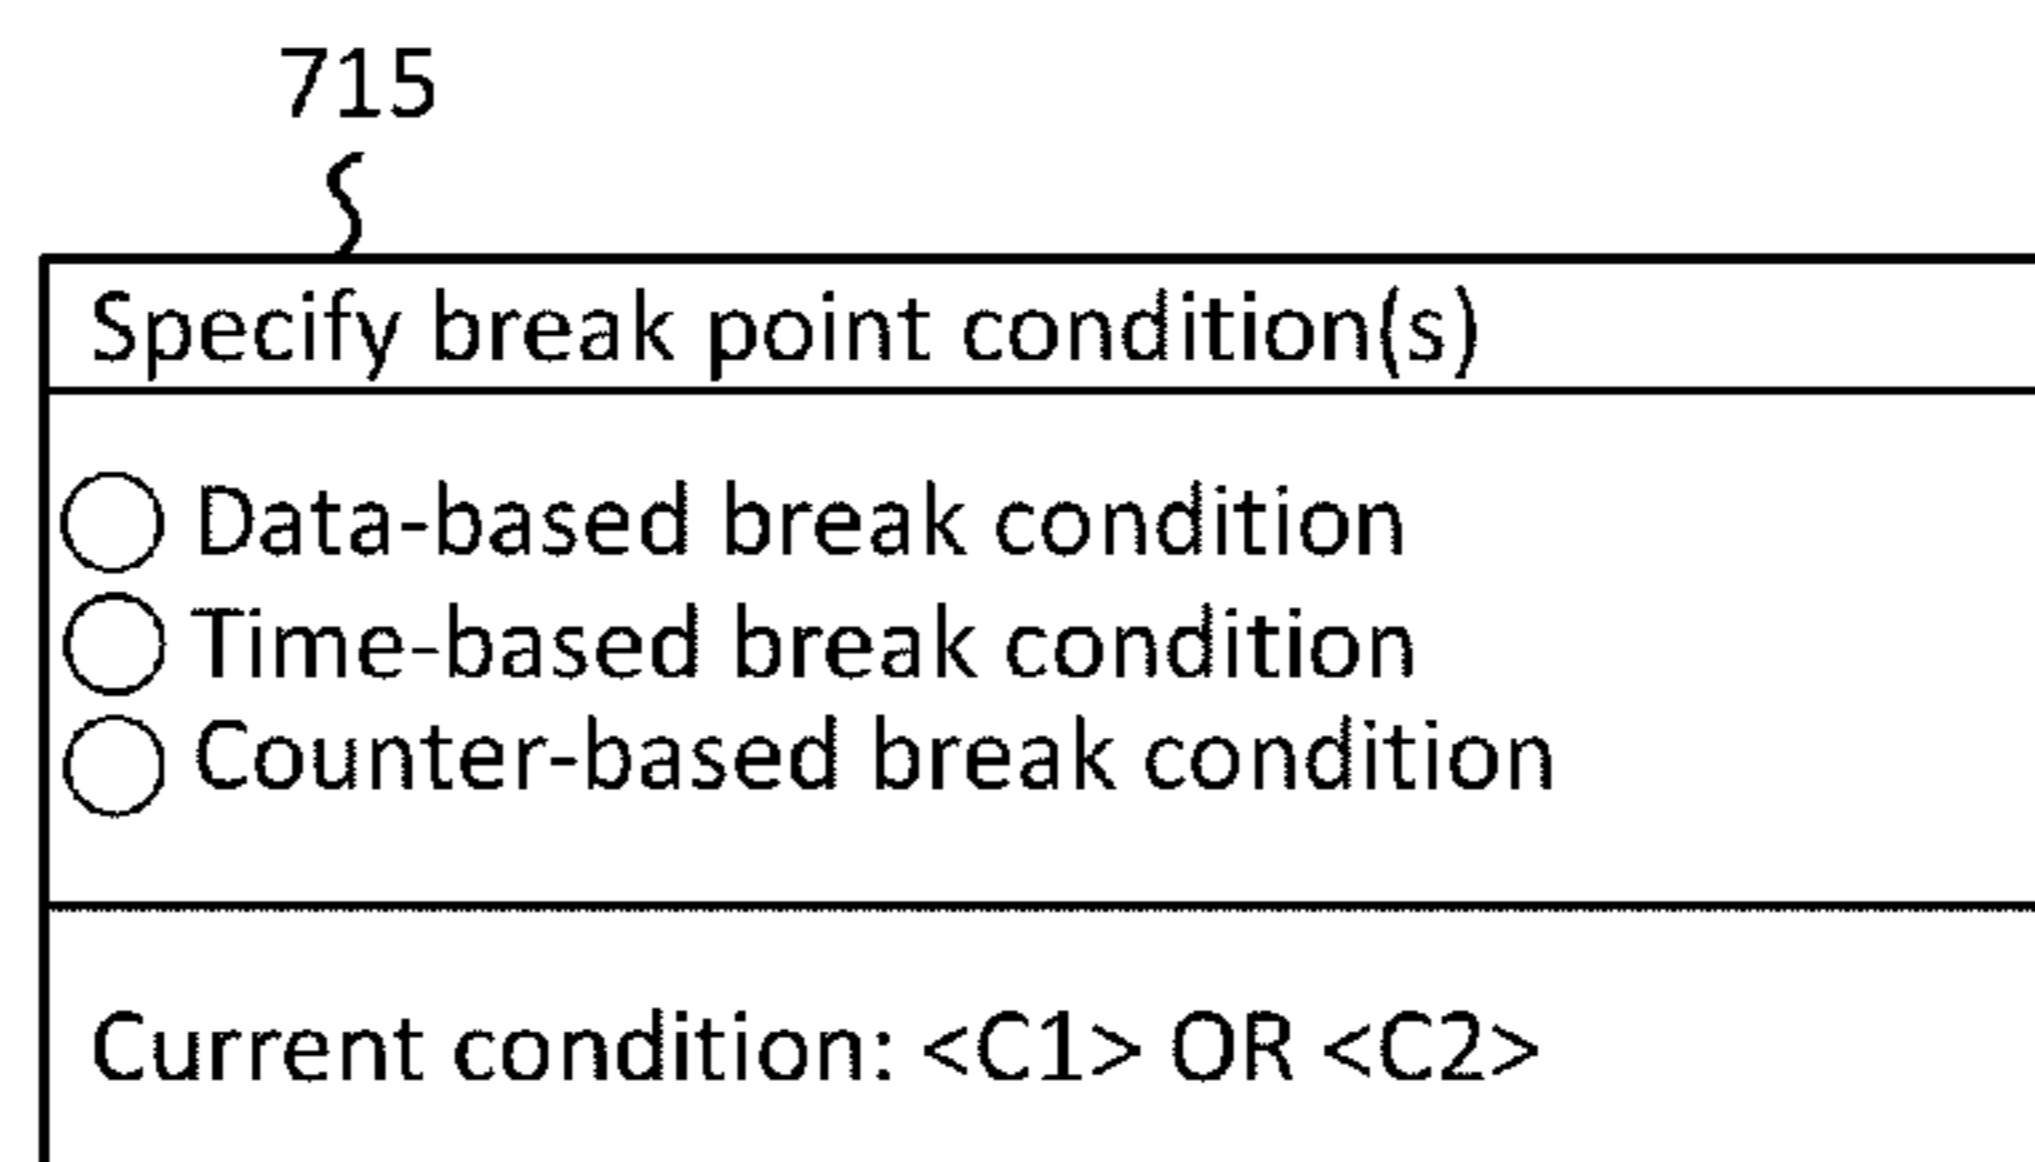 715
Specify break point condition(s)
Data-based break condition
Time-based break condition
Counter-based break condition
Current condition: <C1> OR <C2>